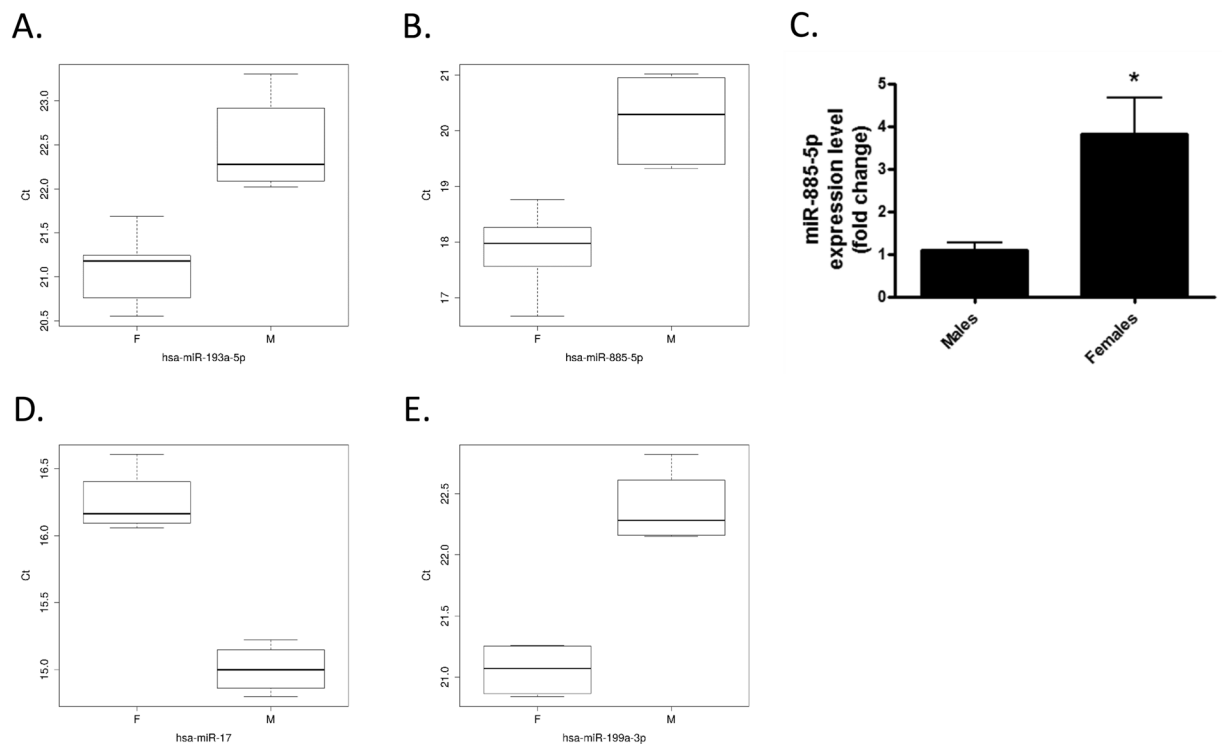 A.
Ct
20.5 21.0 21.5 22.0 22.5 23.0
F M
hsa-miR-193a-5p
B.
Ct
17 18 19 20 21
F M
hsa-miR-885-5p
C.
miR-885-5p
expression level
(fold change)
5
4
3
2
1
0
*
Males Females
D.
Ct
15.0 15.5 16.0 16.5
F M
hsa-miR-17
E.
Ct
21.0 21.5 22.0 22.5
F M
hsa-miR-199a-3p